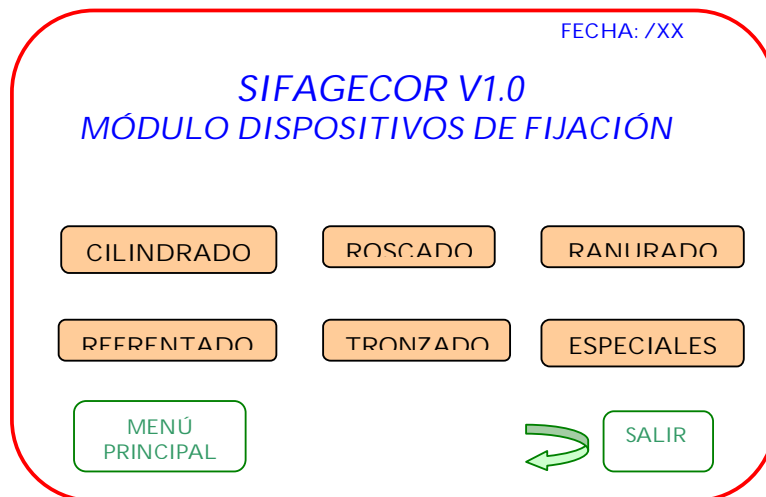 FECHA: /XX
SIFAGECOR V1.0
MÓDULO DISPOSITIVOS DE FIJACIÓN
CILINDRADO
ROSCADO
RANURADO
REFRENTADO
TRONZADO
ESPECIALES
MENÚ
PRINCIPAL
SALIR